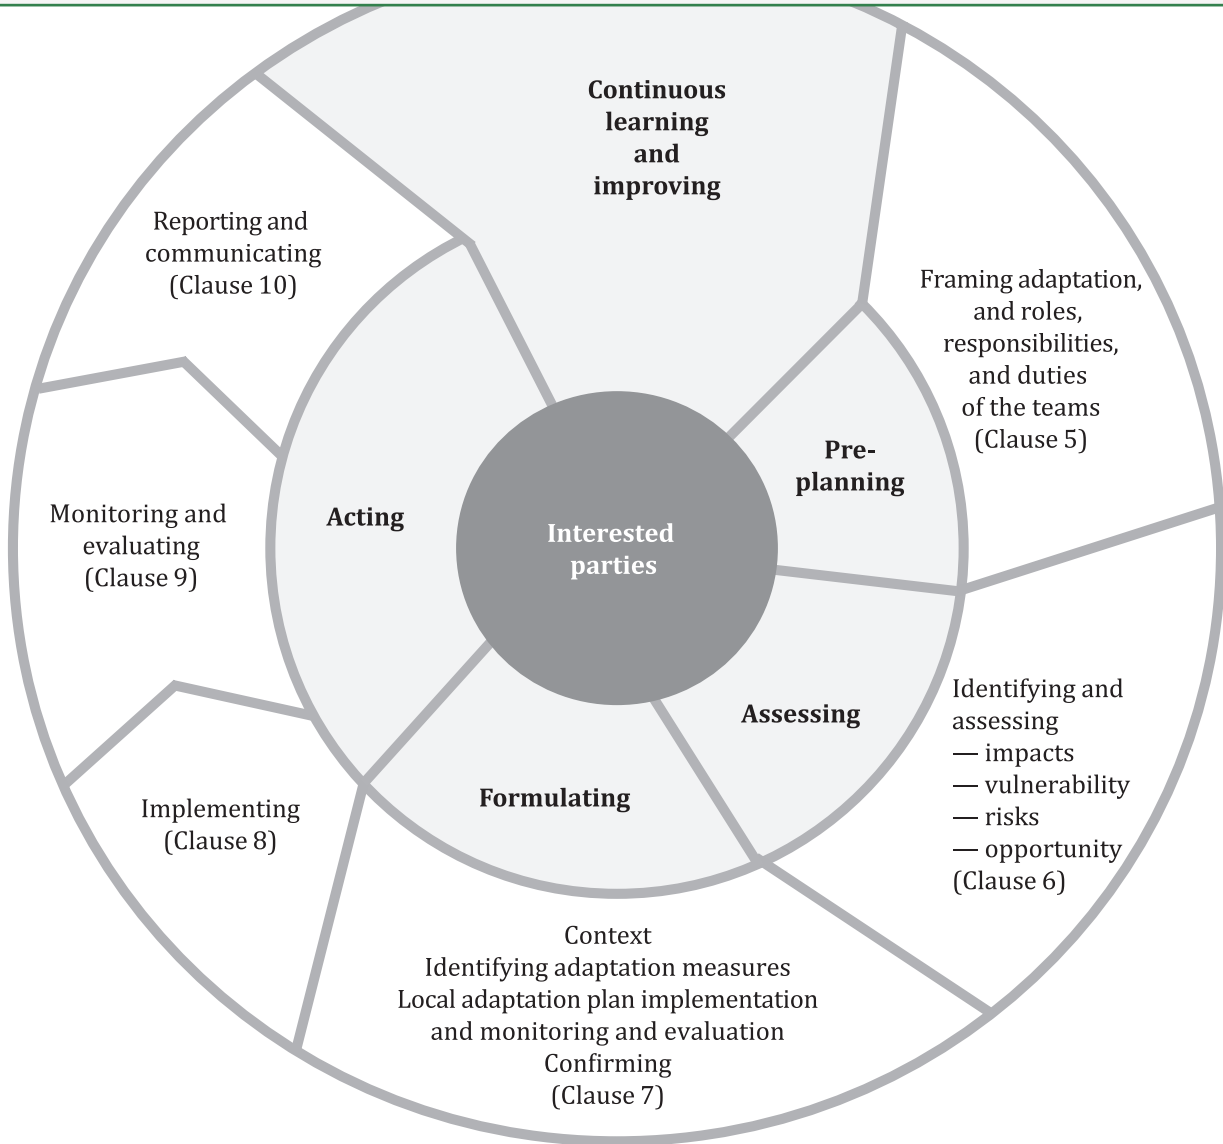 Continuous
learning
and
improving
Framing adaptation,
and roles,
responsibilities,
and duties
of the teams
(Clause 5)
Pre-
planning
Identifying and
assessing
— impacts
— vulnerability
— risks
— opportunity
(Clause 6)
Assessing
Context
Identifying adaptation measures
Local adaptation plan implementation
and monitoring and evaluation
Confirming
(Clause 7)
Formulating
Implementing
(Clause 8)
Monitoring and
evaluating
(Clause 9)
Reporting and
communicating
(Clause 10)
Acting
Interested
parties